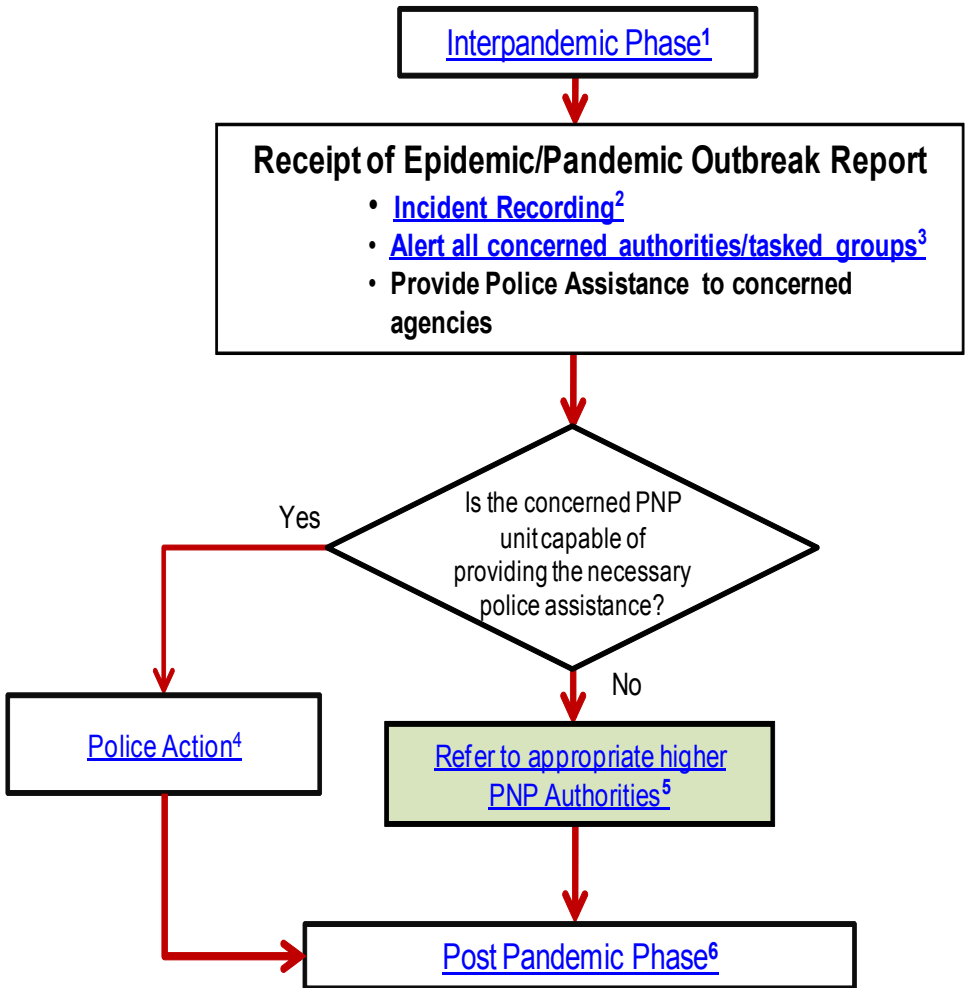 Interpandemic Phase¹
Receipt of Epidemic/Pandemic Outbreak Report
• Incident Recording²
• Alert all concerned authorities/tasked groups³
• Provide Police Assistance to concerned
agencies
Is the concerned PNP
unit capable of
providing the necessary
police assistance?
Yes
No
Police Action⁴
Refer to appropriate higher
PNP Authorities⁵
Post Pandemic Phase⁶